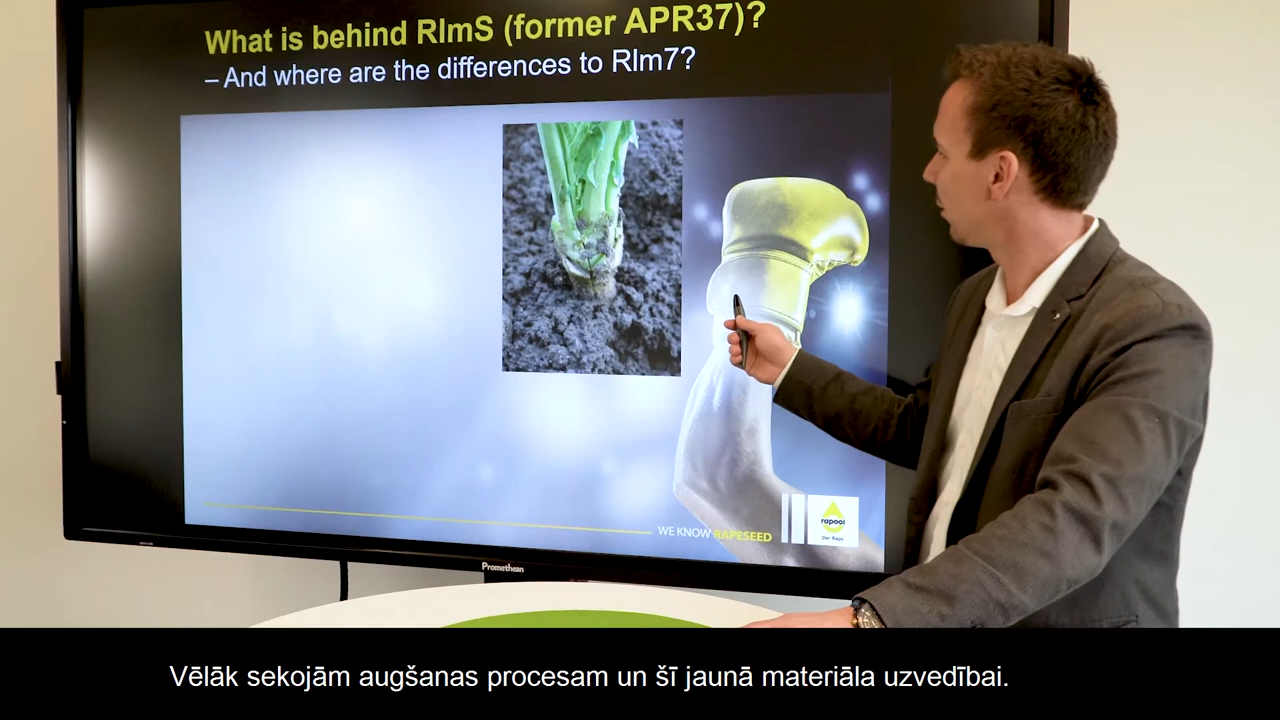 What is behind RlmS (former APR37)?
– And where are the differences to Rlm7?
WE KNOW RAPESEED
rapool
Der Raps
Promethean
Vēlāk sekojām augšanas procesam un šī jaunā materiāla uzvedībai.